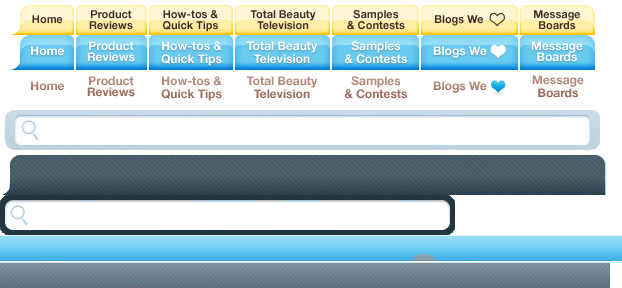 Home
Product
Reviews
How-tos &
Quick Tips
Total Beauty
Television
Samples
& Contests
Blogs We
Message
Boards
Home
Product
Reviews
How-tos &
Quick Tips
Total Beauty
Television
Samples
& Contests
Blogs We
Message
Boards
Home
Product
Reviews
How-tos &
Quick Tips
Total Beauty
Television
Samples
& Contests
Blogs We
Message
Boards